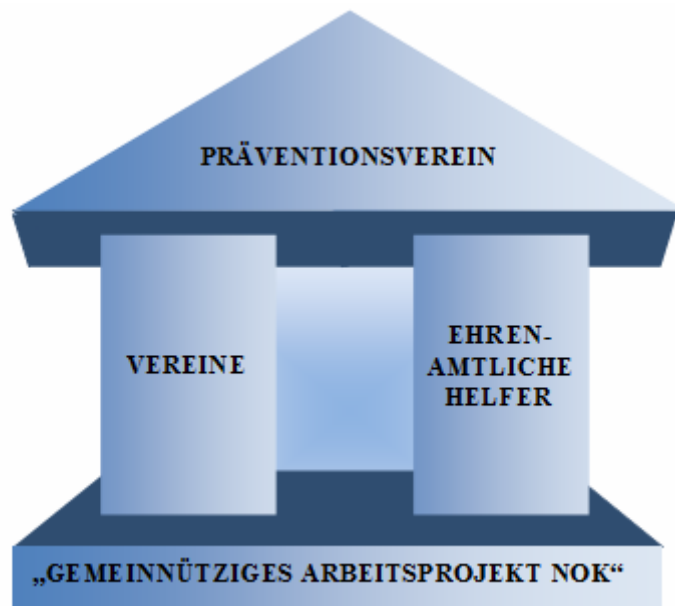 PRÄVENTIONSVEREIN
VEREINE
EHREN-
AMTLICHE
HELFER
„GEMEINNÜTZIGES ARBEITSPROJEKT NOK“